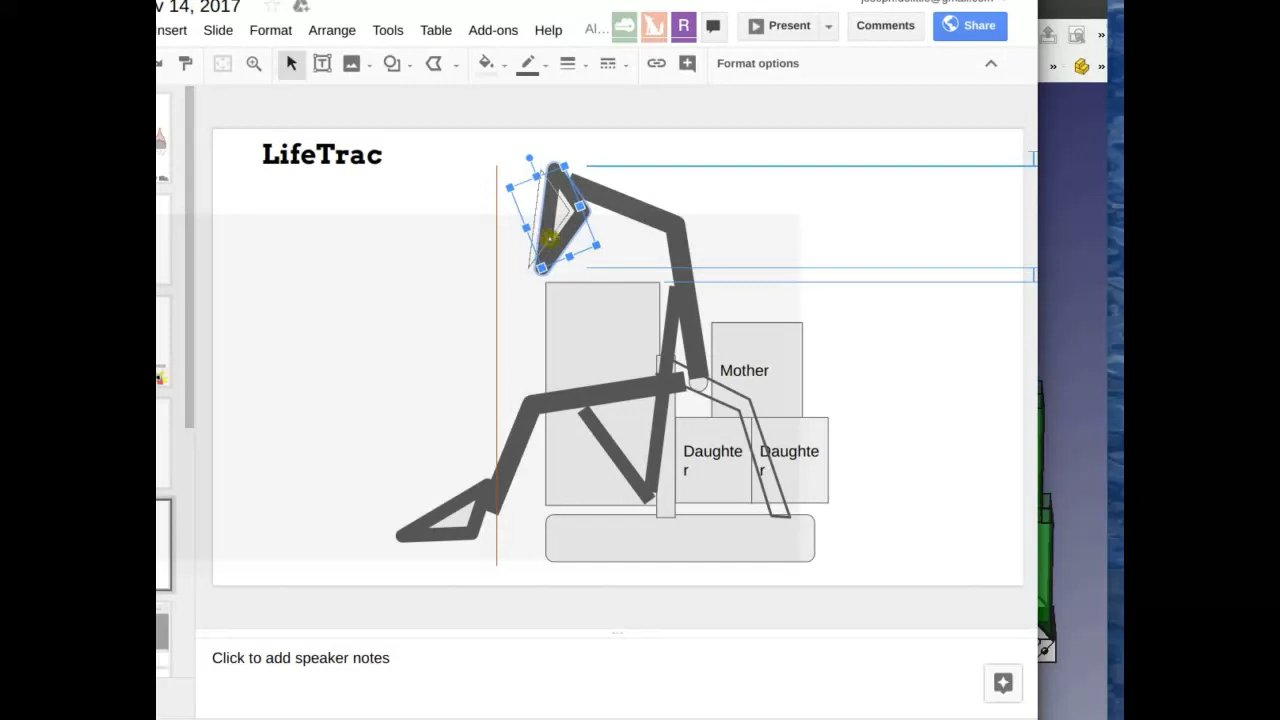 v 14, 2017
nsert
Slide
Format
Arrange
Tools
Table
Add-ons
Help
Al...
R
Present
Comments
Share
Format options
LifeTrac
Mother
Daughte
r
Daughte
r
Click to add speaker notes